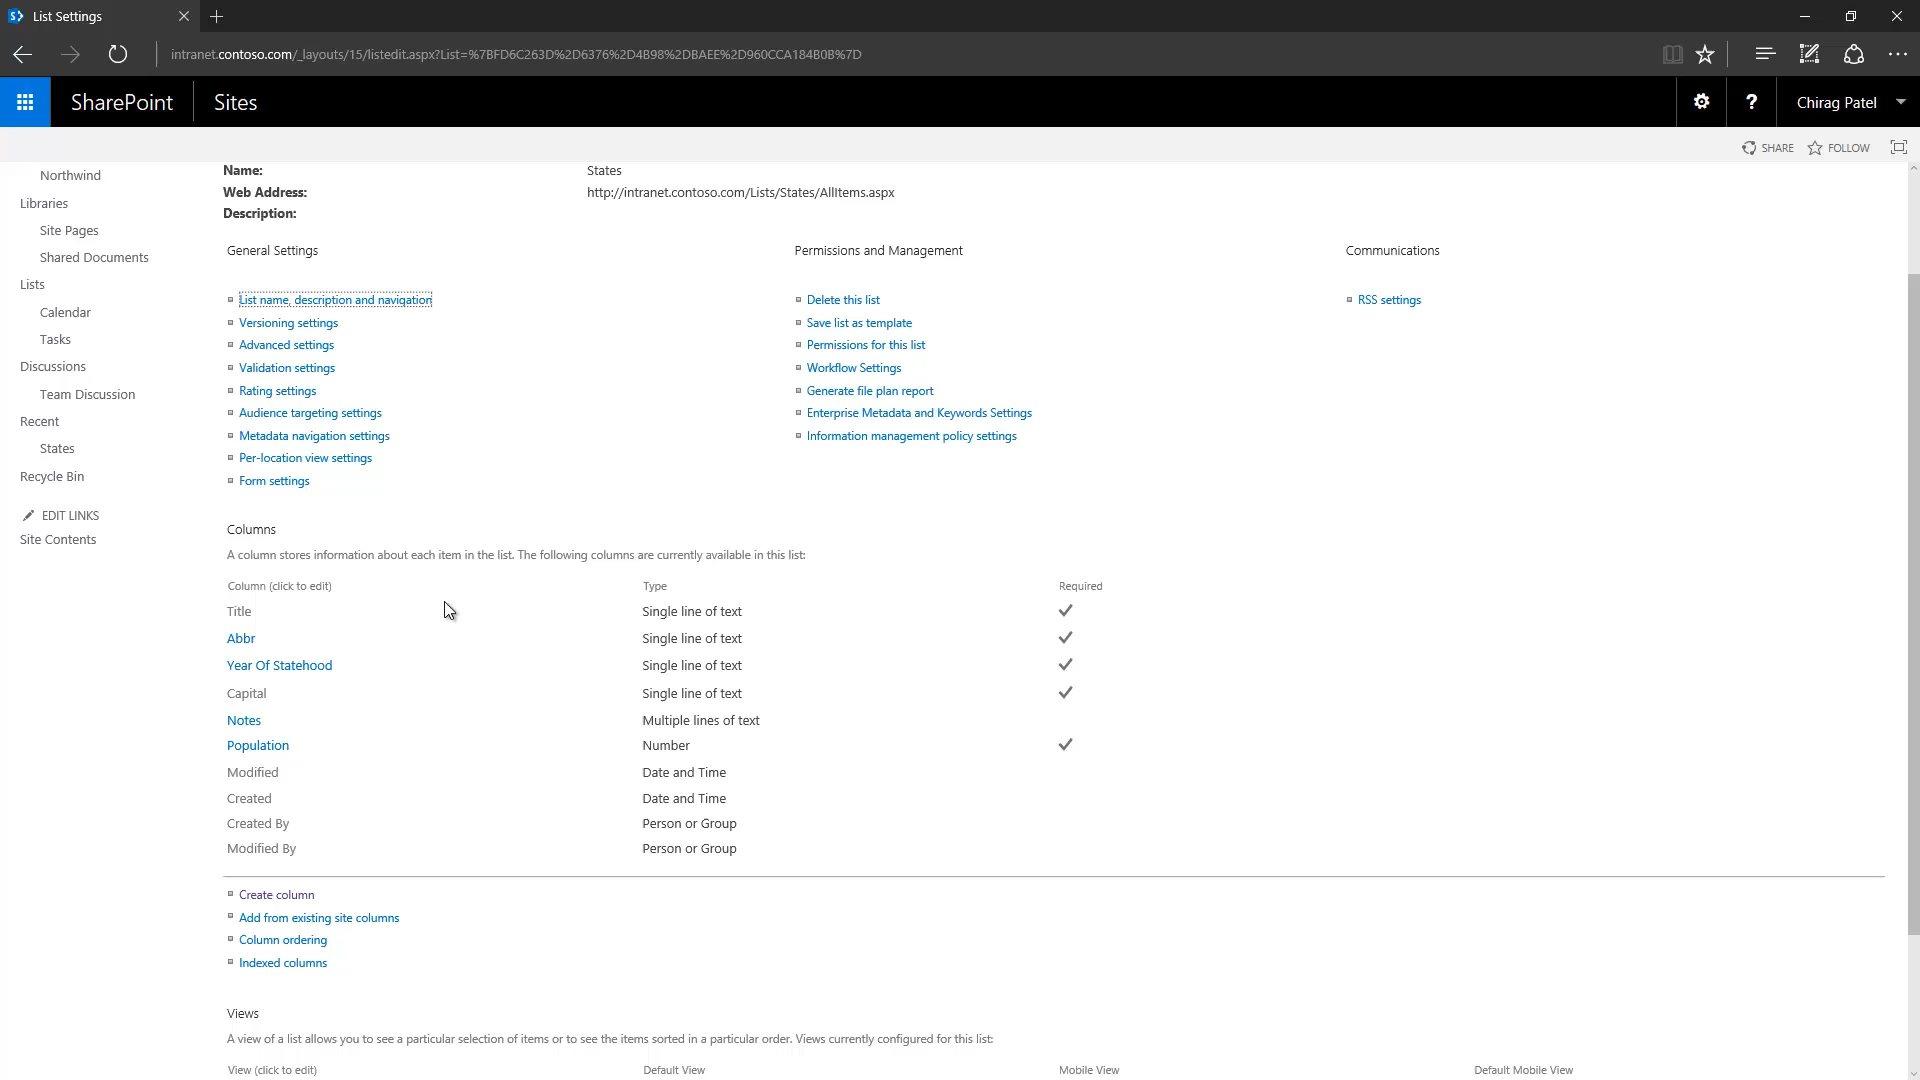 List Settings
intranet.contoso.com/_layouts/15/listedit.aspx?List=%7BFD6C263D%2D6376%2D4B98%2DBAEE%2D960CCA184B0B%7D
SharePoint Sites ? Chirag Patel
SHARE FOLLOW
Northwind
Libraries
Site Pages
Shared Documents
Lists
Calendar
Tasks
Discussions
Team Discussion
Recent
States
Recycle Bin
EDIT LINKS
Site Contents
Name: States
Web Address: http://intranet.contoso.com/Lists/States/AllItems.aspx
Description:
General Settings
List name, description and navigation
Versioning settings
Advanced settings
Validation settings
Rating settings
Audience targeting settings
Metadata navigation settings
Per-location view settings
Form settings
Permissions and Management
Delete this list
Save list as template
Permissions for this list
Workflow Settings
Generate file plan report
Enterprise Metadata and Keywords Settings
Information management policy settings
Communications
RSS settings
Columns
A column stores information about each item in the list. The following columns are currently available in this list:
Column (click to edit) Type Required
Title Single line of text ✓
Abbr Single line of text ✓
Year Of Statehood Single line of text ✓
Capital Single line of text ✓
Notes Multiple lines of text
Population Number ✓
Modified Date and Time
Created Date and Time
Created By Person or Group
Modified By Person or Group
Create column
Add from existing site columns
Column ordering
Indexed columns
Views
A view of a list allows you to see a particular selection of items or to see the items sorted in a particular order. Views currently configured for this list:
View (click to edit) Default View Mobile View Default Mobile View